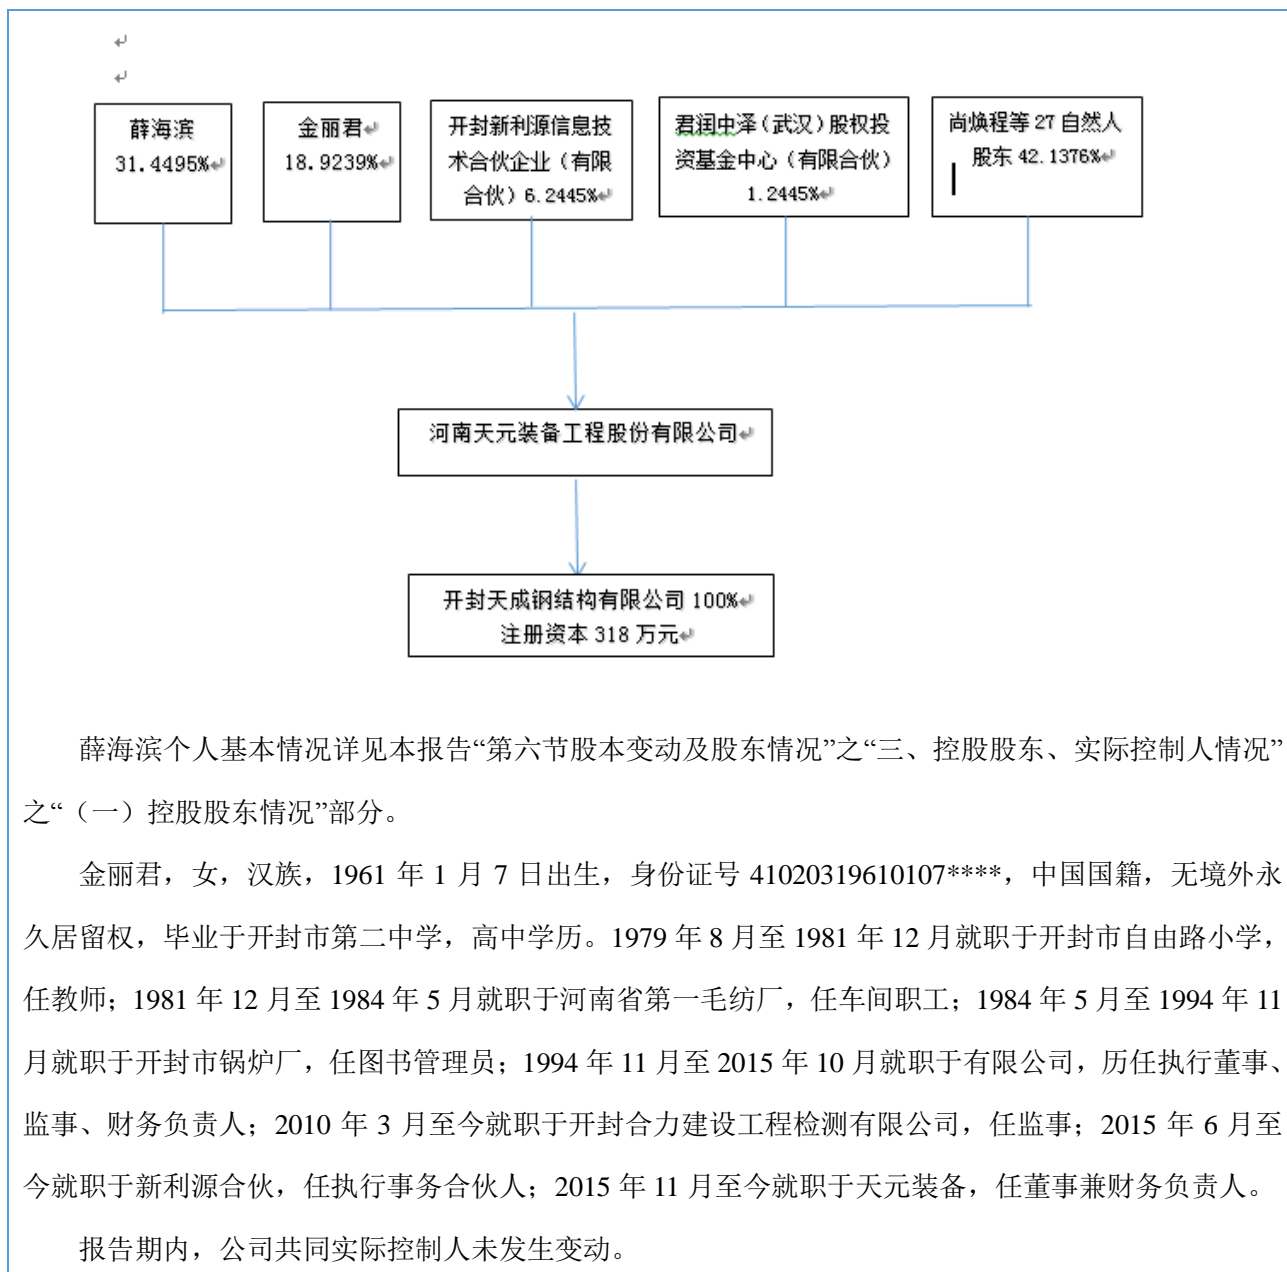 薛海滨
31.4495%
金丽君
18.9239%
开封新利源信息技
术合伙企业（有限
合伙）6.2445%
君润中泽（武汉）股权投
资基金中心（有限合伙）
1.2445%
尚焕程等 27 自然人
股东 42.1376%
河南天元装备工程股份有限公司
开封天成钢结构有限公司 100%
注册资本 318 万元
薛海滨个人基本情况详见本报告“第六节股本变动及股东情况”之“三、控股股东、实际控制人情况”
之“（一）控股股东情况”部分。
金丽君，女，汉族，1961 年 1 月 7 日出生，身份证号 41020319610107****，中国国籍，无境外永
久居留权，毕业于开封市第二中学，高中学历。1979 年 8 月至 1981 年 12 月就职于开封市自由路小学，
任教师；1981 年 12 月至 1984 年 5 月就职于河南省第一毛纺厂，任车间职工；1984 年 5 月至 1994 年 11
月就职于开封市锅炉厂，任图书管理员；1994 年 11 月至 2015 年 10 月就职于有限公司，历任执行董事、
监事、财务负责人；2010 年 3 月至今就职于开封合力建设工程检测有限公司，任监事；2015 年 6 月至
今就职于新利源合伙，任执行事务合伙人；2015 年 11 月至今就职于天元装备，任董事兼财务负责人。
报告期内，公司共同实际控制人未发生变动。